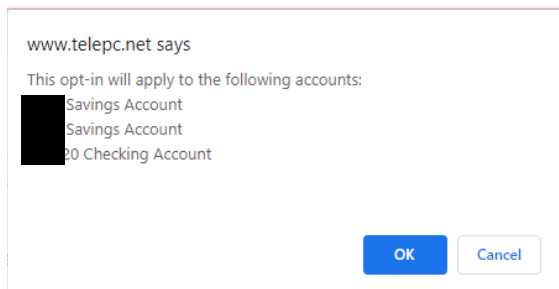 www.telepc.net says
This opt-in will apply to the following accounts:
Savings Account
Savings Account
20 Checking Account
OK
Cancel